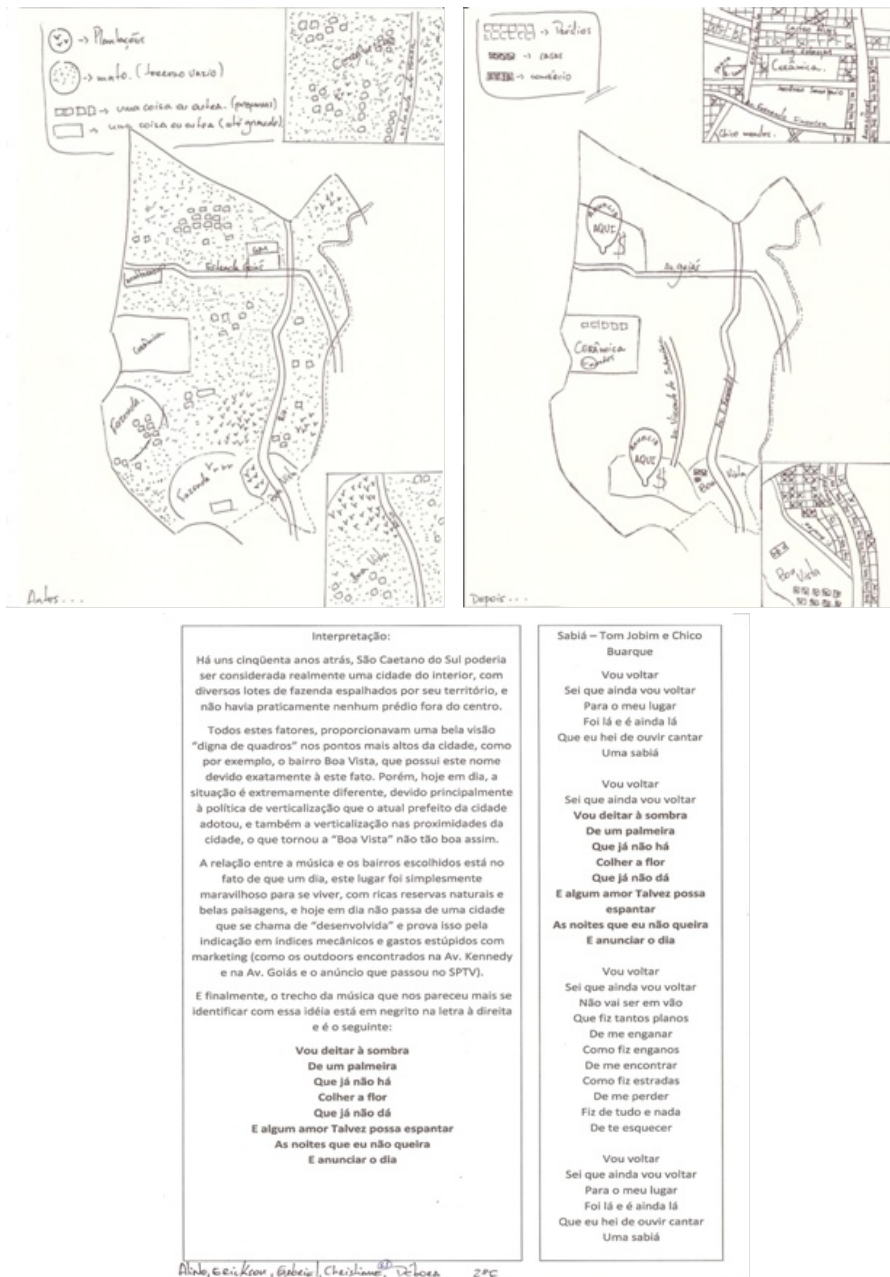 → Plantações
→ mato. (terreno vazio)
→ uma coisa ou outra. (pequenas)
→ uma coisa ou outra (até grande)
Cerâmica
GM
Estrada Goiás
Cerâmica
Fazenda
Fazenda
Rio
Boa Vista
Boa Vista
Antes...
→ Prédios
→ casas
→ comércio
Cerâmica.
Chico mendes.
ANUNCIE
AQUI
$
Av. goiás
CERÂMICA
ANUNCIE
AQUI
$
Boa Vista
Boa Vista
Depois...
Interpretação:
Há uns cinqüenta anos atrás, São Caetano do Sul poderia
ser considerada realmente uma cidade do interior, com
diversos lotes de fazenda espalhados por seu território, e
não havia praticamente nenhum prédio fora do centro.
Todos estes fatores, proporcionavam uma bela visão
"digna de quadros" nos pontos mais altos da cidade, como
por exemplo, o bairro Boa Vista, que possui este nome
devido exatamente à este fato. Porém, hoje em dia, a
situação é extremamente diferente, devido principalmente
à política de verticalização que o atual prefeito da cidade
adotou, e também a verticalização nas proximidades da
cidade, o que tornou a "Boa Vista" não tão boa assim.
A relação entre a música e os bairros escolhidos está no
fato de que um dia, este lugar foi simplesmente
maravilhoso para se viver, com ricas reservas naturais e
belas paisagens, e hoje em dia não passa de uma cidade
que se chama de "desenvolvida" e prova isso pela
indicação em índices mecânicos e gastos estúpidos com
marketing (como os outdoors encontrados na Av. Kennedy
e na Av. Goiás e o anúncio que passou no SPTV).
E finalmente, o trecho da música que nos pareceu mais se
identificar com essa idéia está em negrito na letra à direita
e é o seguinte:
Vou deitar à sombra
De um palmeira
Que já não há
Colher a flor
Que já não dá
E algum amor Talvez possa espantar
As noites que eu não queira
E anunciar o dia
Sabiá – Tom Jobim e Chico
Buarque
Vou voltar
Sei que ainda vou voltar
Para o meu lugar
Foi lá e é ainda lá
Que eu hei de ouvir cantar
Uma sabiá
Vou voltar
Sei que ainda vou voltar
Vou deitar à sombra
De um palmeira
Que já não há
Colher a flor
Que já não dá
E algum amor Talvez possa
espantar
As noites que eu não queira
E anunciar o dia
Vou voltar
Sei que ainda vou voltar
Não vai ser em vão
Que fiz tantos planos
De me enganar
Como fiz enganos
De me encontrar
Como fiz estradas
De me perder
Fiz de tudo e nada
De te esquecer
Vou voltar
Sei que ainda vou voltar
Para o meu lugar
Foi lá e é ainda lá
Que eu hei de ouvir cantar
Uma sabiá
Aline, Erickson, Gabriel, Christiane, Débora 2ºE